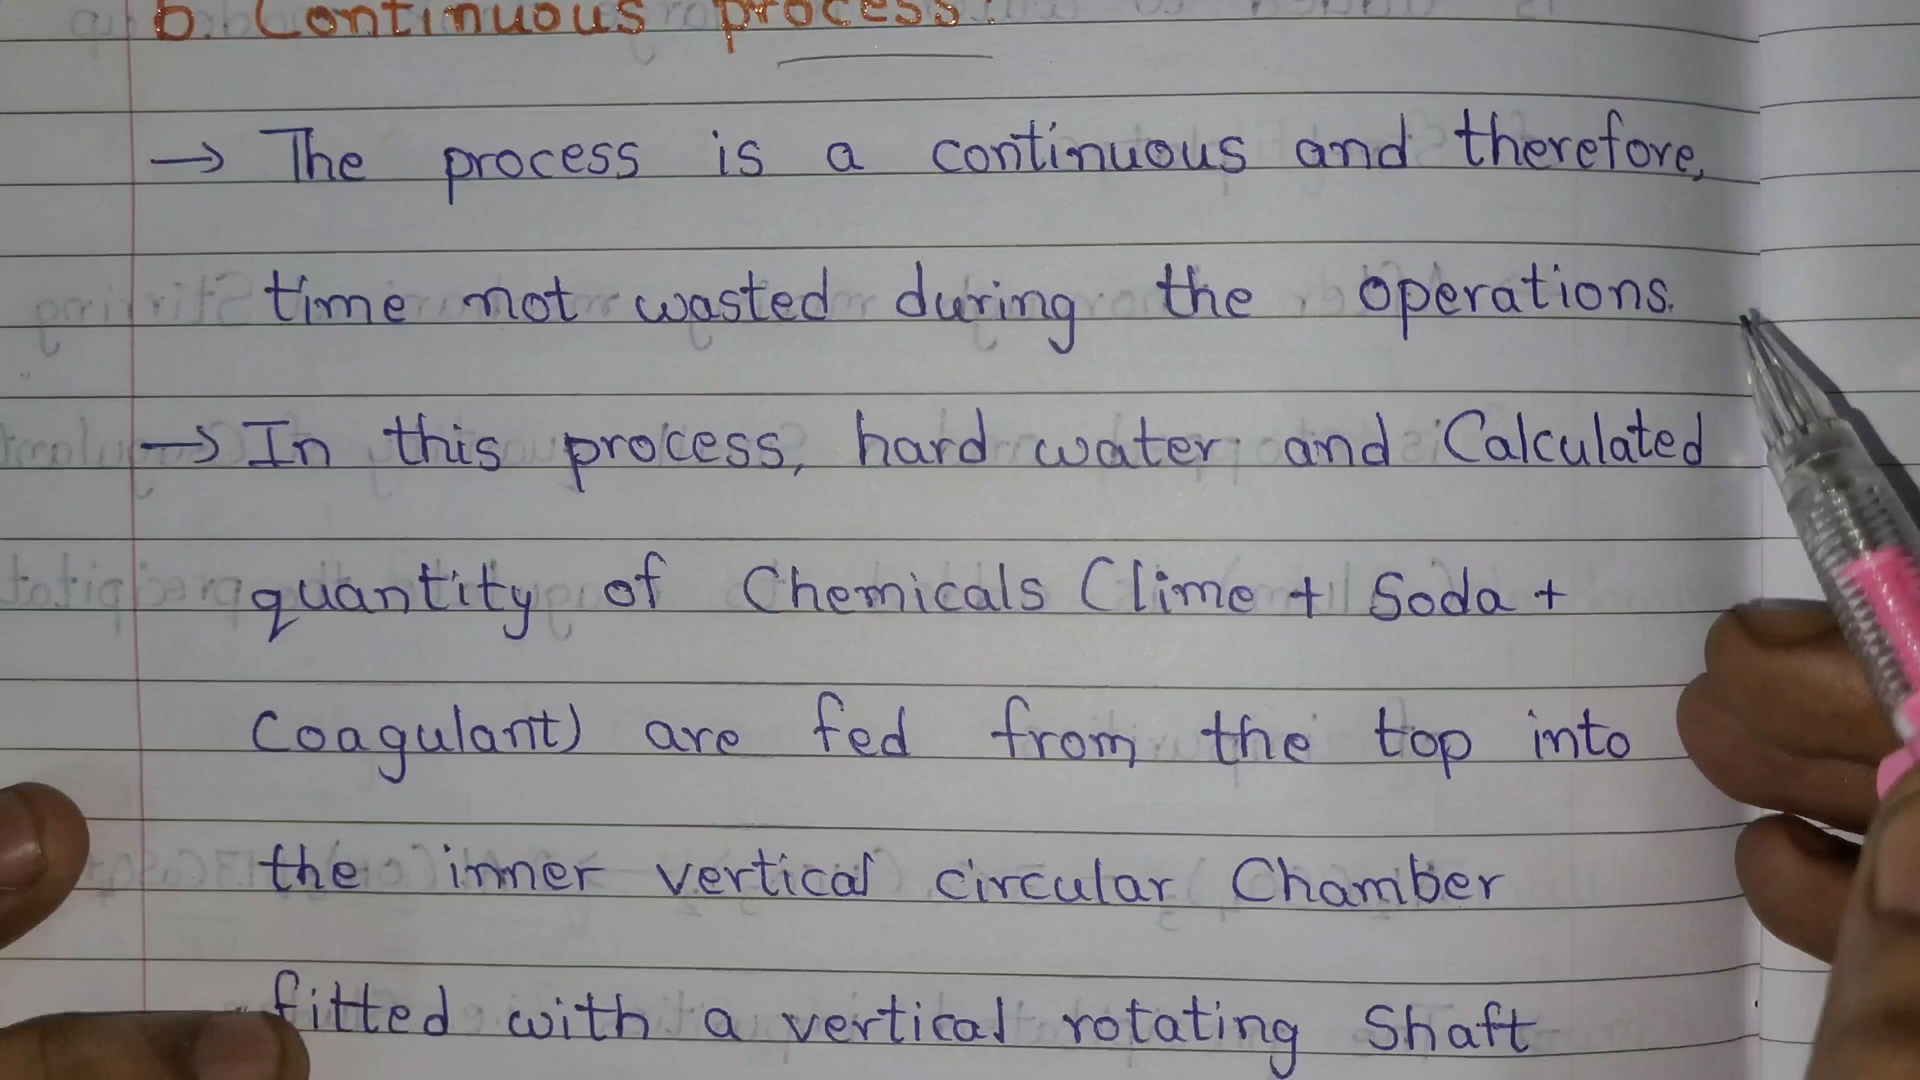 b. Continuous process:
→ The process is a continuous and therefore,
time not wasted during the operations.
→ In this process, hard water and Calculated
quantity of Chemicals (lime + Soda +
Coagulant) are fed from the top into
the inner vertical circular Chamber
fitted with a vertical rotating Shaft